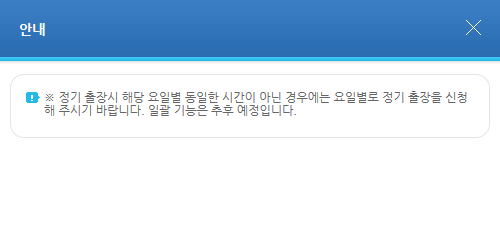 안내
※ 정기 출장시 해당 요일별 동일한 시간이 아닌 경우에는 요일별로 정기 출장을 신청
해 주시기 바랍니다. 일괄 기능은 추후 예정입니다.